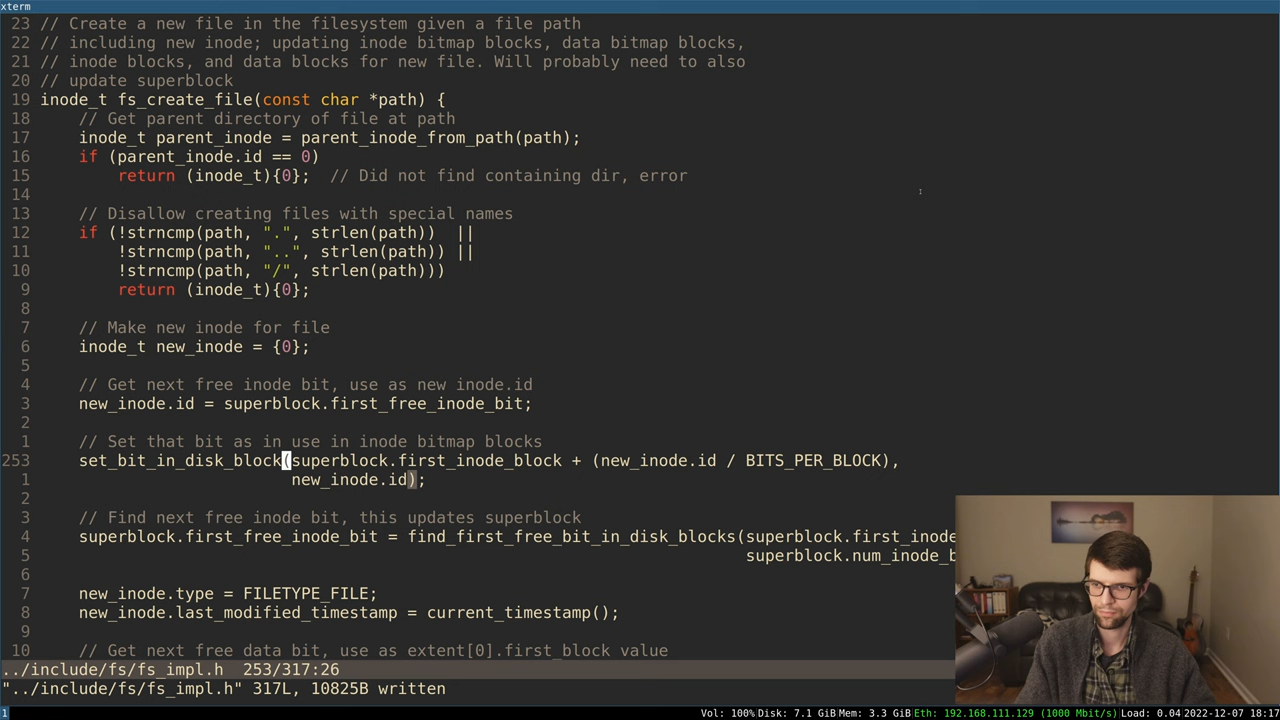 xterm
23 // Create a new file in the filesystem given a file path
22 // including new inode; updating inode bitmap blocks, data bitmap blocks,
21 // inode blocks, and data blocks for new file. Will probably need to also
20 // update superblock
19 inode_t fs_create_file(const char *path) {
18     // Get parent directory of file at path
17     inode_t parent_inode = parent_inode_from_path(path);
16     if (parent_inode.id == 0)
15         return (inode_t){0};  // Did not find containing dir, error
14
13     // Disallow creating files with special names
12     if (!strncmp(path, ".", strlen(path))  ||
11         !strncmp(path, "..", strlen(path)) ||
10         !strncmp(path, "/", strlen(path)))
9         return (inode_t){0};
8
7     // Make new inode for file
6     inode_t new_inode = {0};
5
4     // Get next free inode bit, use as new inode.id
3     new_inode.id = superblock.first_free_inode_bit;
2
1     // Set that bit as in use in inode bitmap blocks
253     set_bit_in_disk_block(superblock.first_inode_block + (new_inode.id / BITS_PER_BLOCK),
1                           new_inode.id);
2
3     // Find next free inode bit, this updates superblock
4     superblock.first_free_inode_bit = find_first_free_bit_in_disk_blocks(superblock.first_inode
5                                                                          superblock.num_inode_b
6
7     new_inode.type = FILETYPE_FILE;
8     new_inode.last_modified_timestamp = current_timestamp();
9
10     // Get next free data bit, use as extent[0].first_block value
../include/fs/fs_impl.h  253/317:26
"../include/fs/fs_impl.h" 317L, 10825B written
1 Vol: 100% Disk: 7.1 GiB Mem: 3.3 GiB Eth: 192.168.111.129 (1000 Mbit/s) Load: 0.04 2022-12-07 18:17